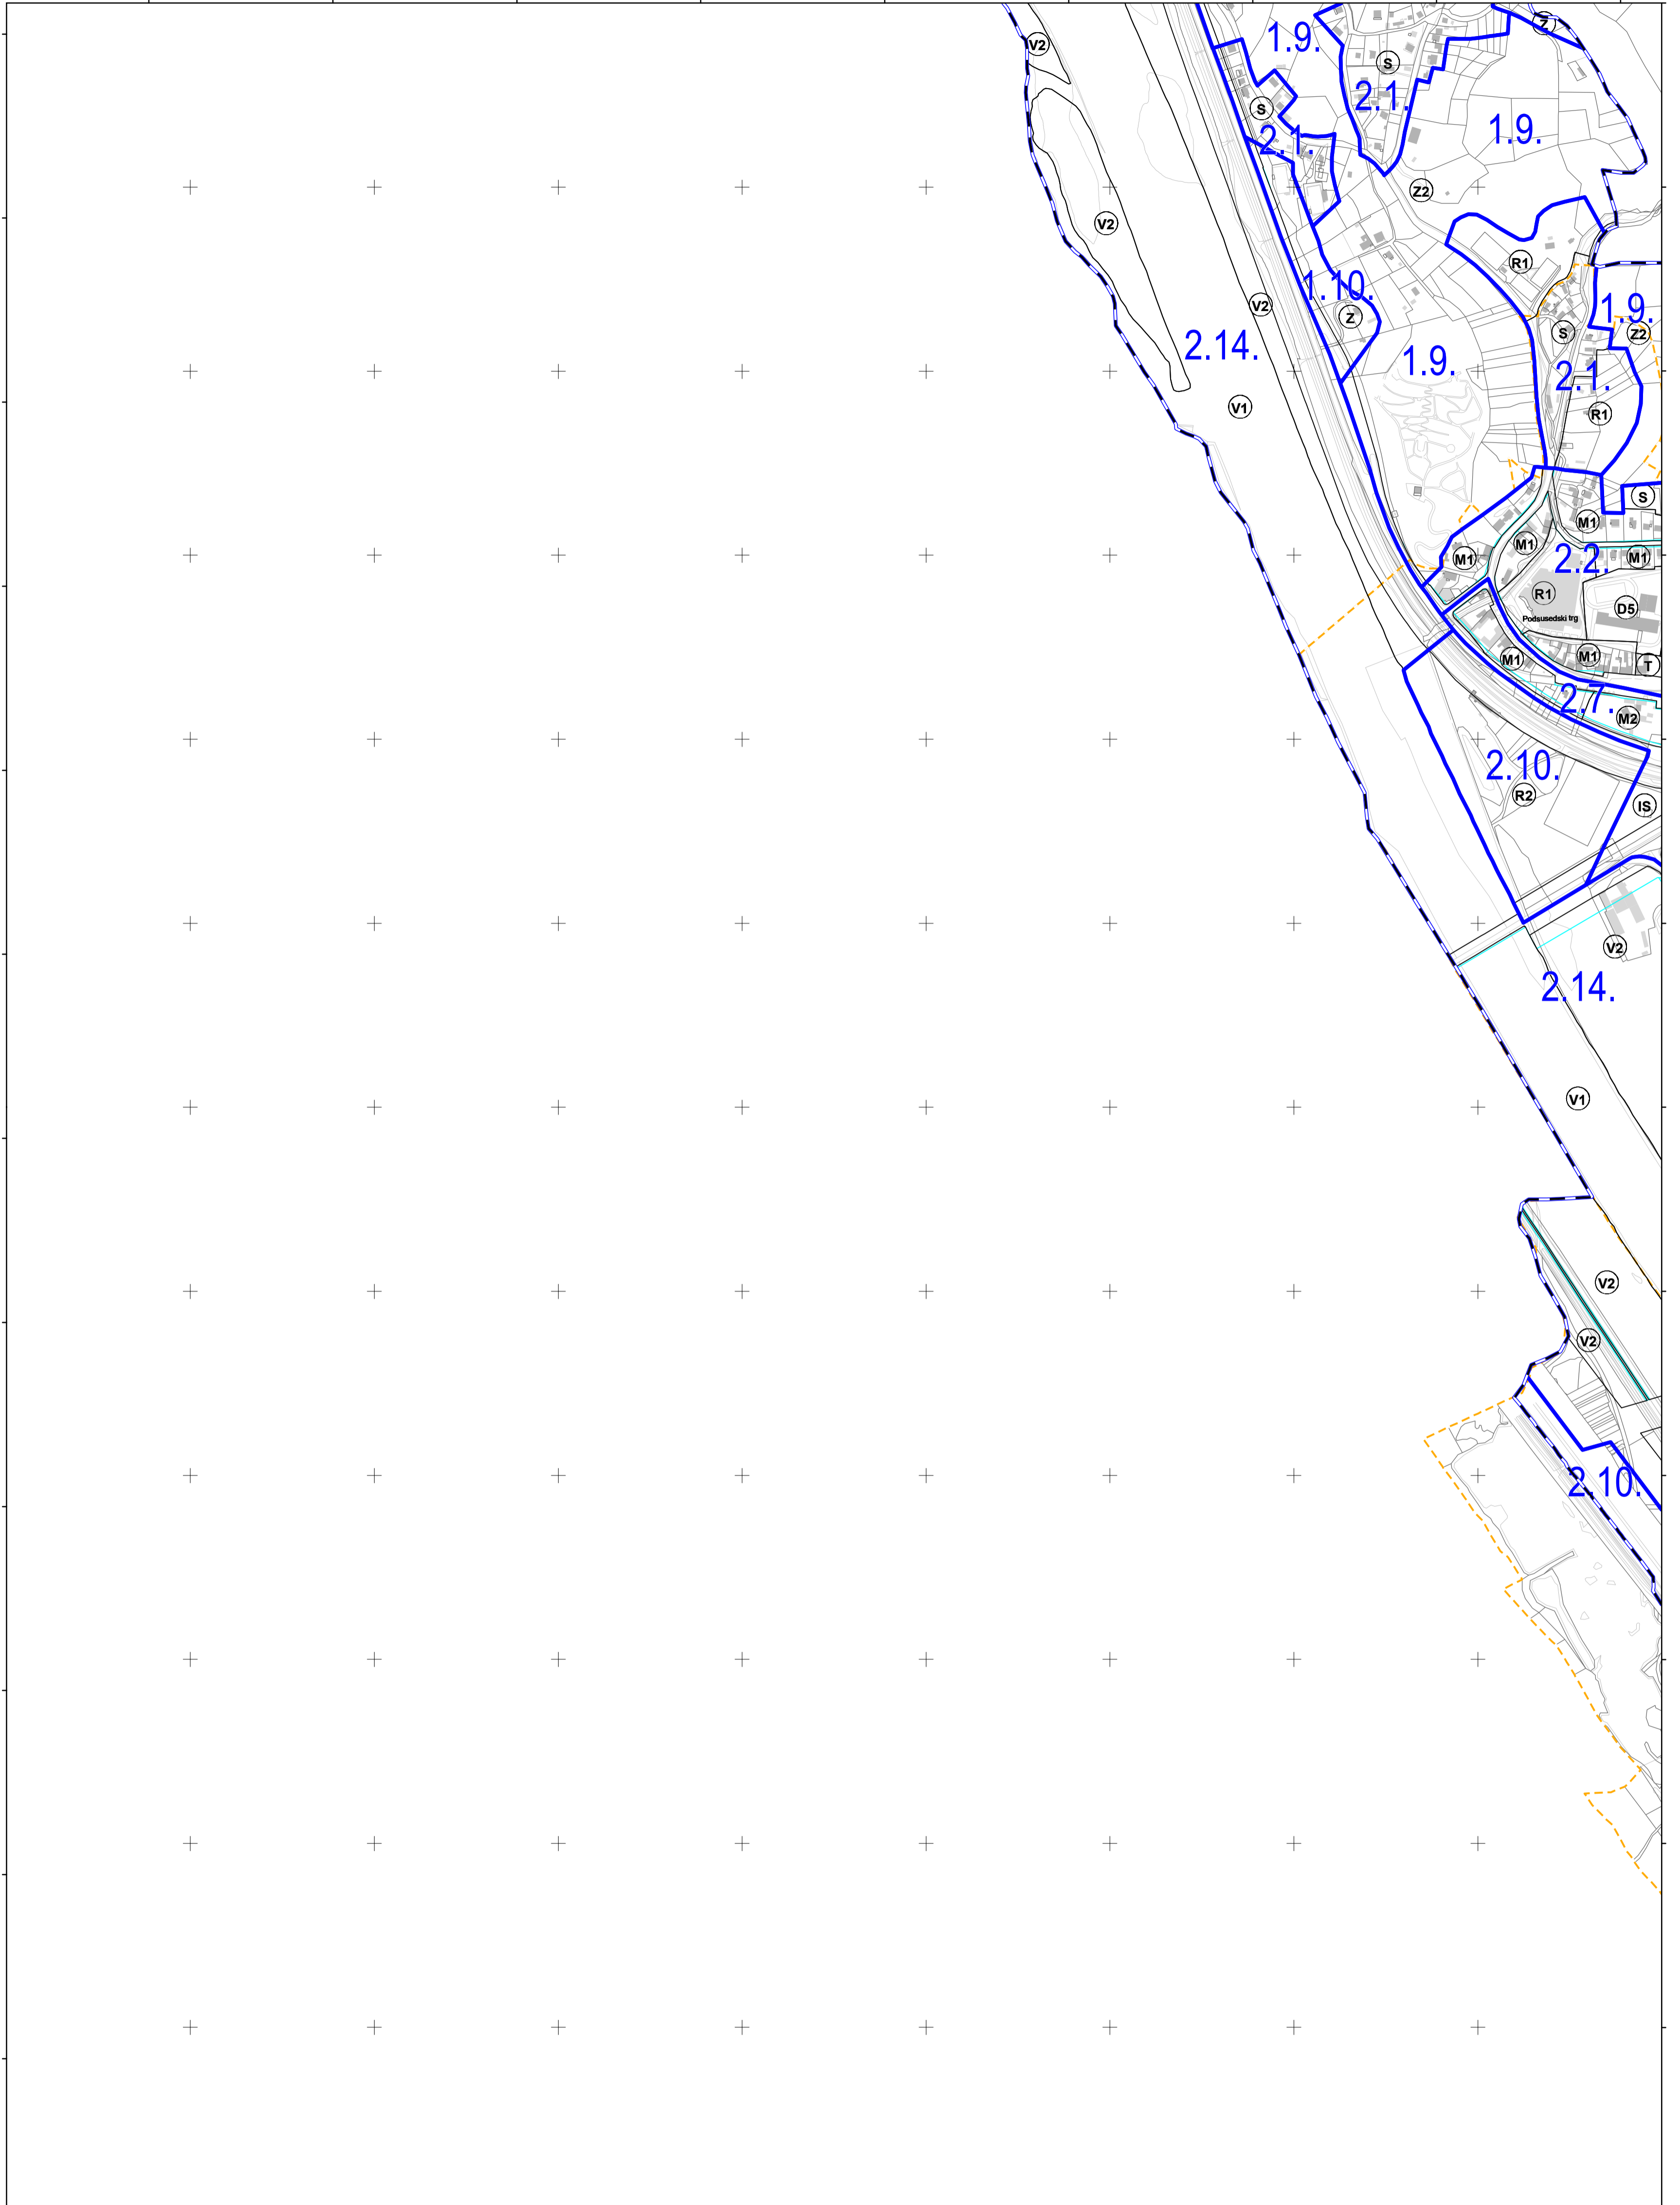 Z
V2
1.9.
S
2.1.
S
1.9.
2.1.
Z2
V2
R1
1.10.
V2
1.9.
Z
S
Z2
2.14.
1.9.
2.1.
V1
R1
S
M1
M1
2.2.
M1
M1
R1
D5
Podsusedski trg
M1
M1
T
2.7.
M2
2.10.
R2
IS
V2
2.14.
V1
V2
V2
2.10.